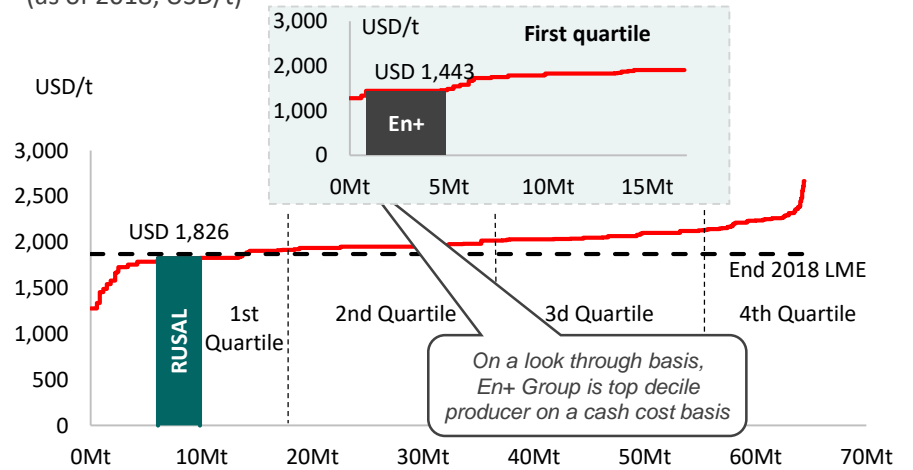 (as of 2018, USD/t)
USD/t
First quartile
3,000
2,000
1,000
0
USD 1,443
En+
0Mt 5Mt 10Mt 15Mt
USD/t
3,000
2,500
2,000
1,500
1,000
500
0
USD 1,826
RUSAL
End 2018 LME
1st
Quartile
2nd Quartile
3d Quartile
4th Quartile
On a look through basis,
En+ Group is top decile
producer on a cash cost basis
0Mt 10Mt 20Mt 30Mt 40Mt 50Mt 60Mt 70Mt